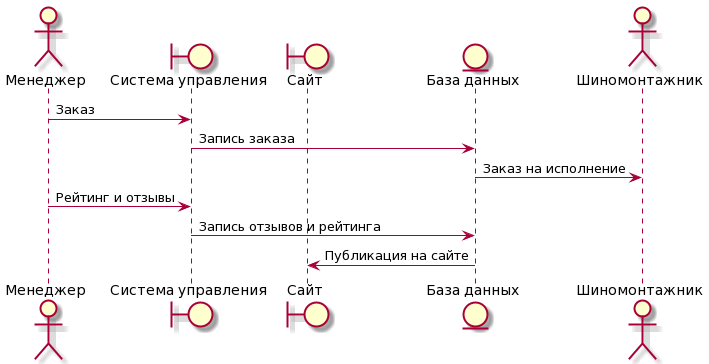 Менеджер
Система управления
Сайт
База данных
Шиномонтажник
Заказ
Запись заказа
Заказ на исполнение
Рейтинг и отзывы
Запись отзывов и рейтинга
Публикация на сайте
Менеджер
Система управления
Сайт
База данных
Шиномонтажник